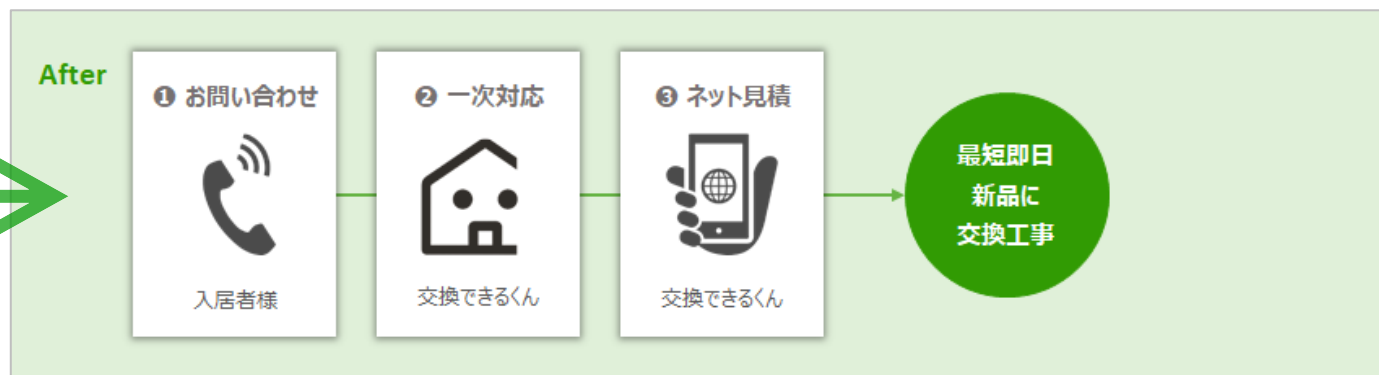 After
❶ お問い合わせ
入居者様
❷ 一次対応
交換できるくん
❸ ネット見積
交換できるくん
最短即日
新品に
交換工事